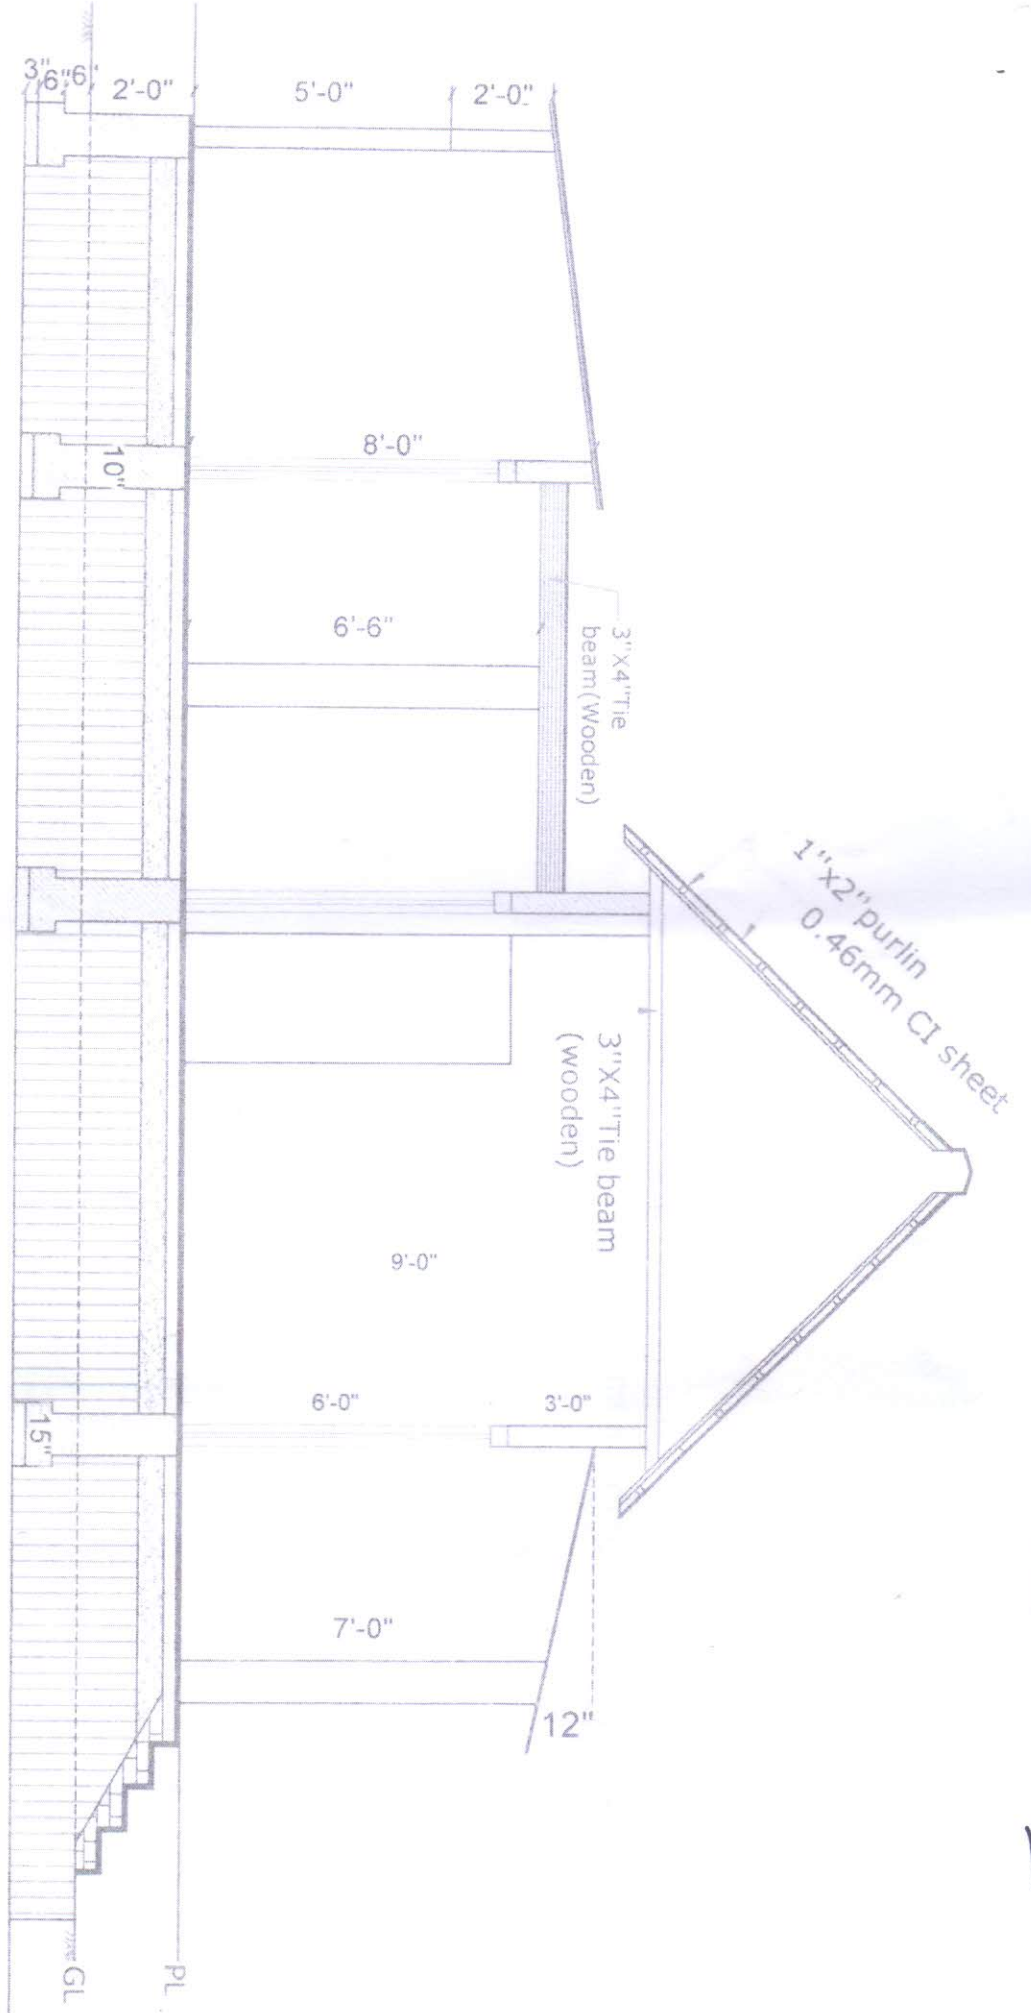 3" 6" 6" 2'-0" 5'-0" 2'-0"
8'-0"
10"
6'-6"
3"X4"Tie
beam(Wooden)
1"x2"purlin
0.46mm CI sheet
3"X4"Tie beam
(wooden)
9'-0"
6'-0" 3'-0"
15"
7'-0"
12"
GL
PL